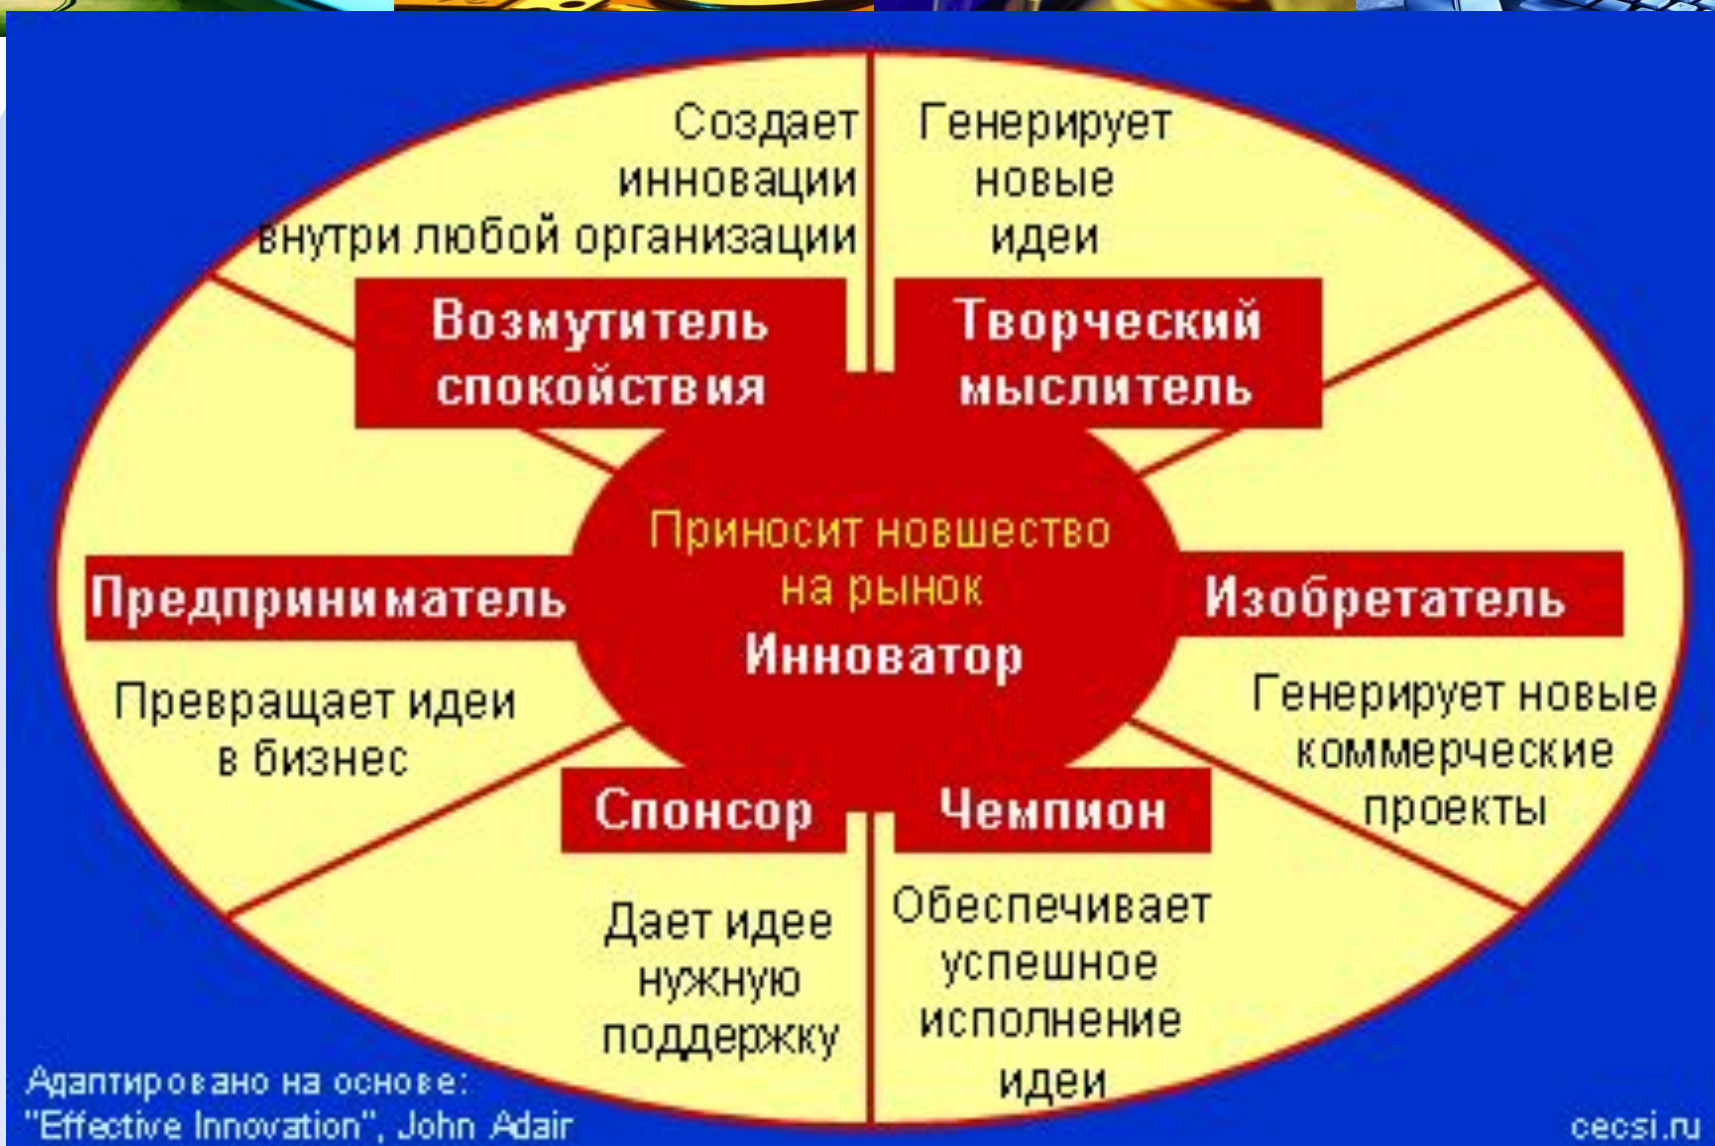 Создает
инновации
внутри любой организации
Возмутитель
спокойствия
Генерирует
новые
идеи
Творческий
мыслитель
Приносит новшество
на рынок
Инноватор
Предприниматель
Превращает идеи
в бизнес
Изобретатель
Генерирует новые
коммерческие
проекты
Спонсор
Дает идее
нужную
поддержку
Чемпион
Обеспечивает
успешное
исполнение
идеи
Адаптировано на основе:
"Effective Innovation", John Adair
cecsi.ru